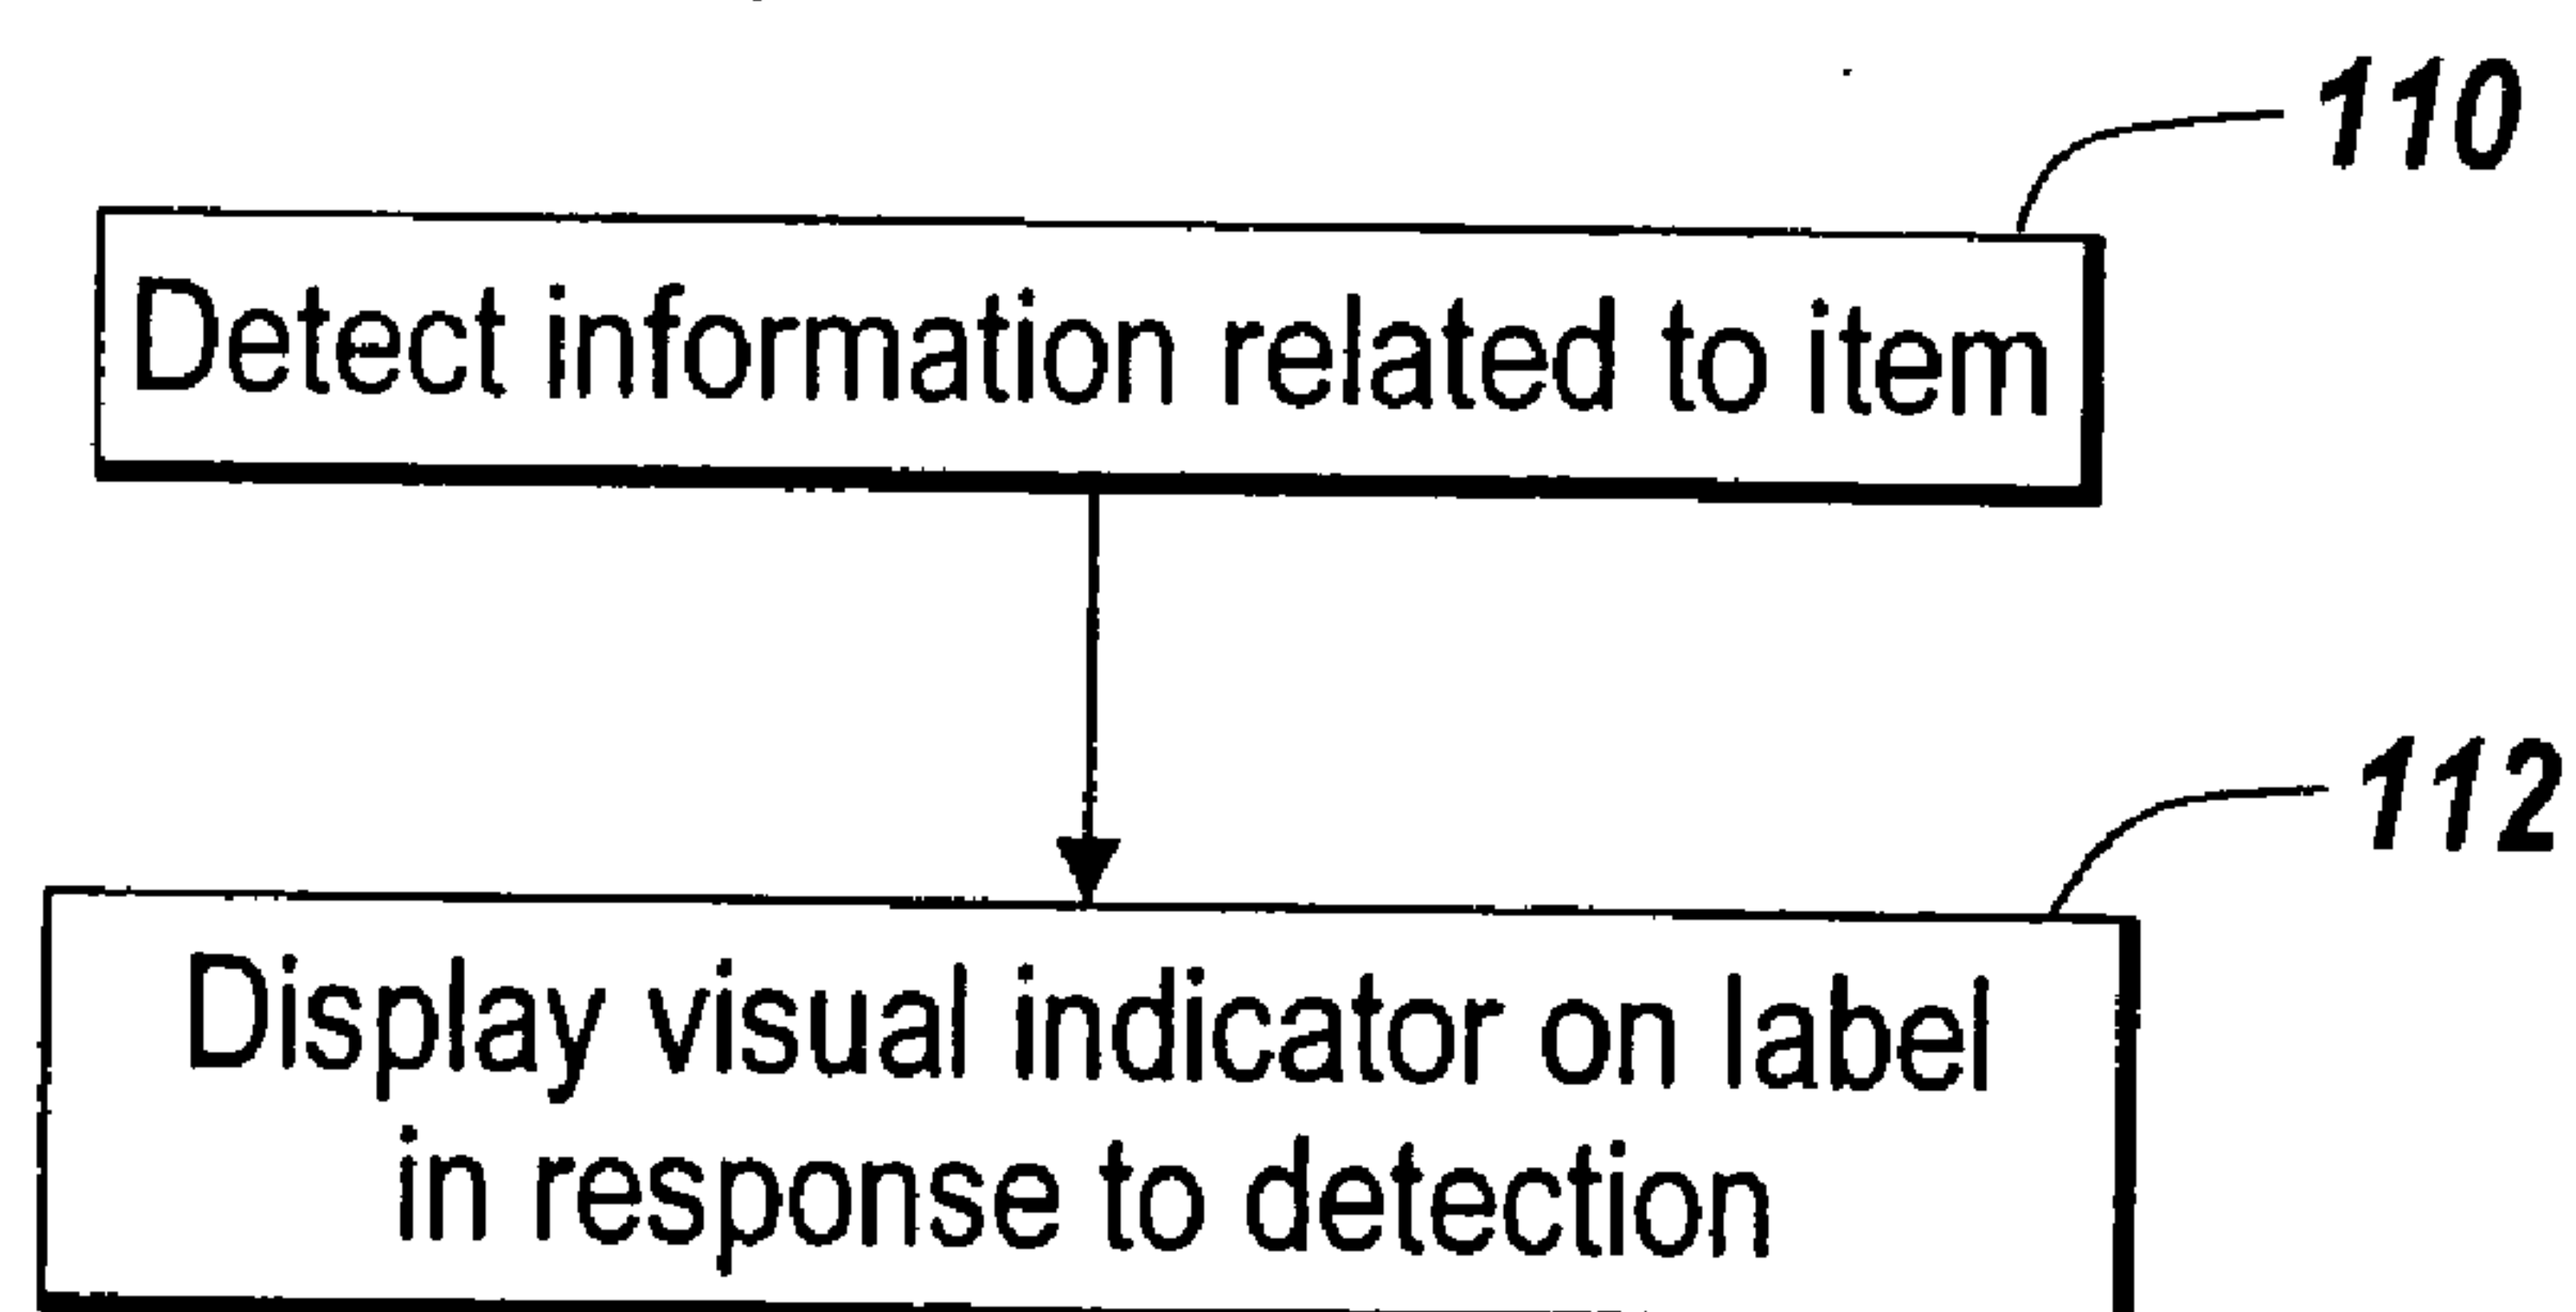 110
Detect information related to item
112
Display visual indicator on label
in response to detection